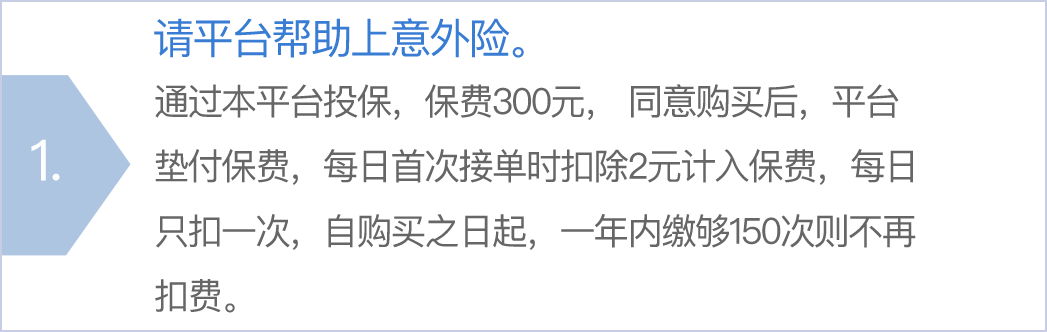 请平台帮助上意外险。
1.
通过本平台投保，保费300元， 同意购买后，平台
垫付保费，每日首次接单时扣除2元计入保费，每日
只扣一次，自购买之日起，一年内缴够150次则不再
扣费。